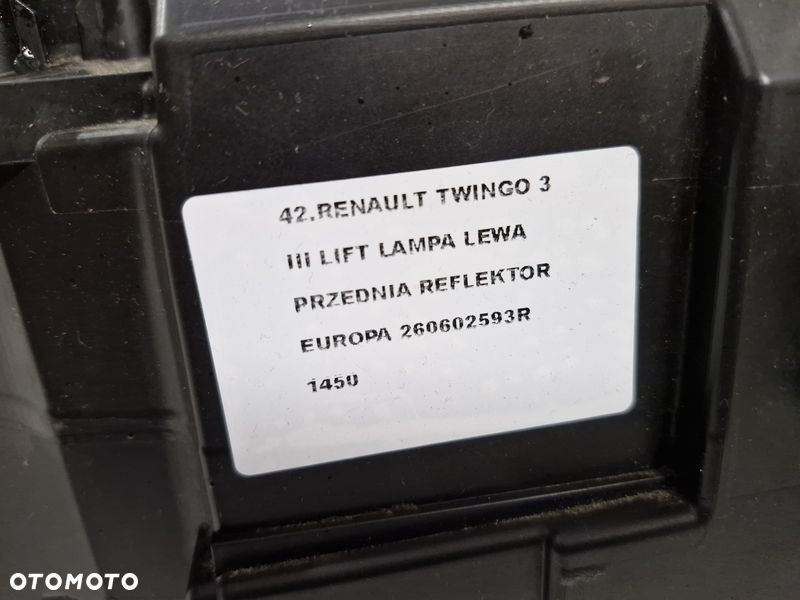 42.RENAULT TWINGO 3
III LIFT LAMPA LEWA
PRZEDNIA REFLEKTOR
EUROPA 260602593R
1450
OTOMOTO